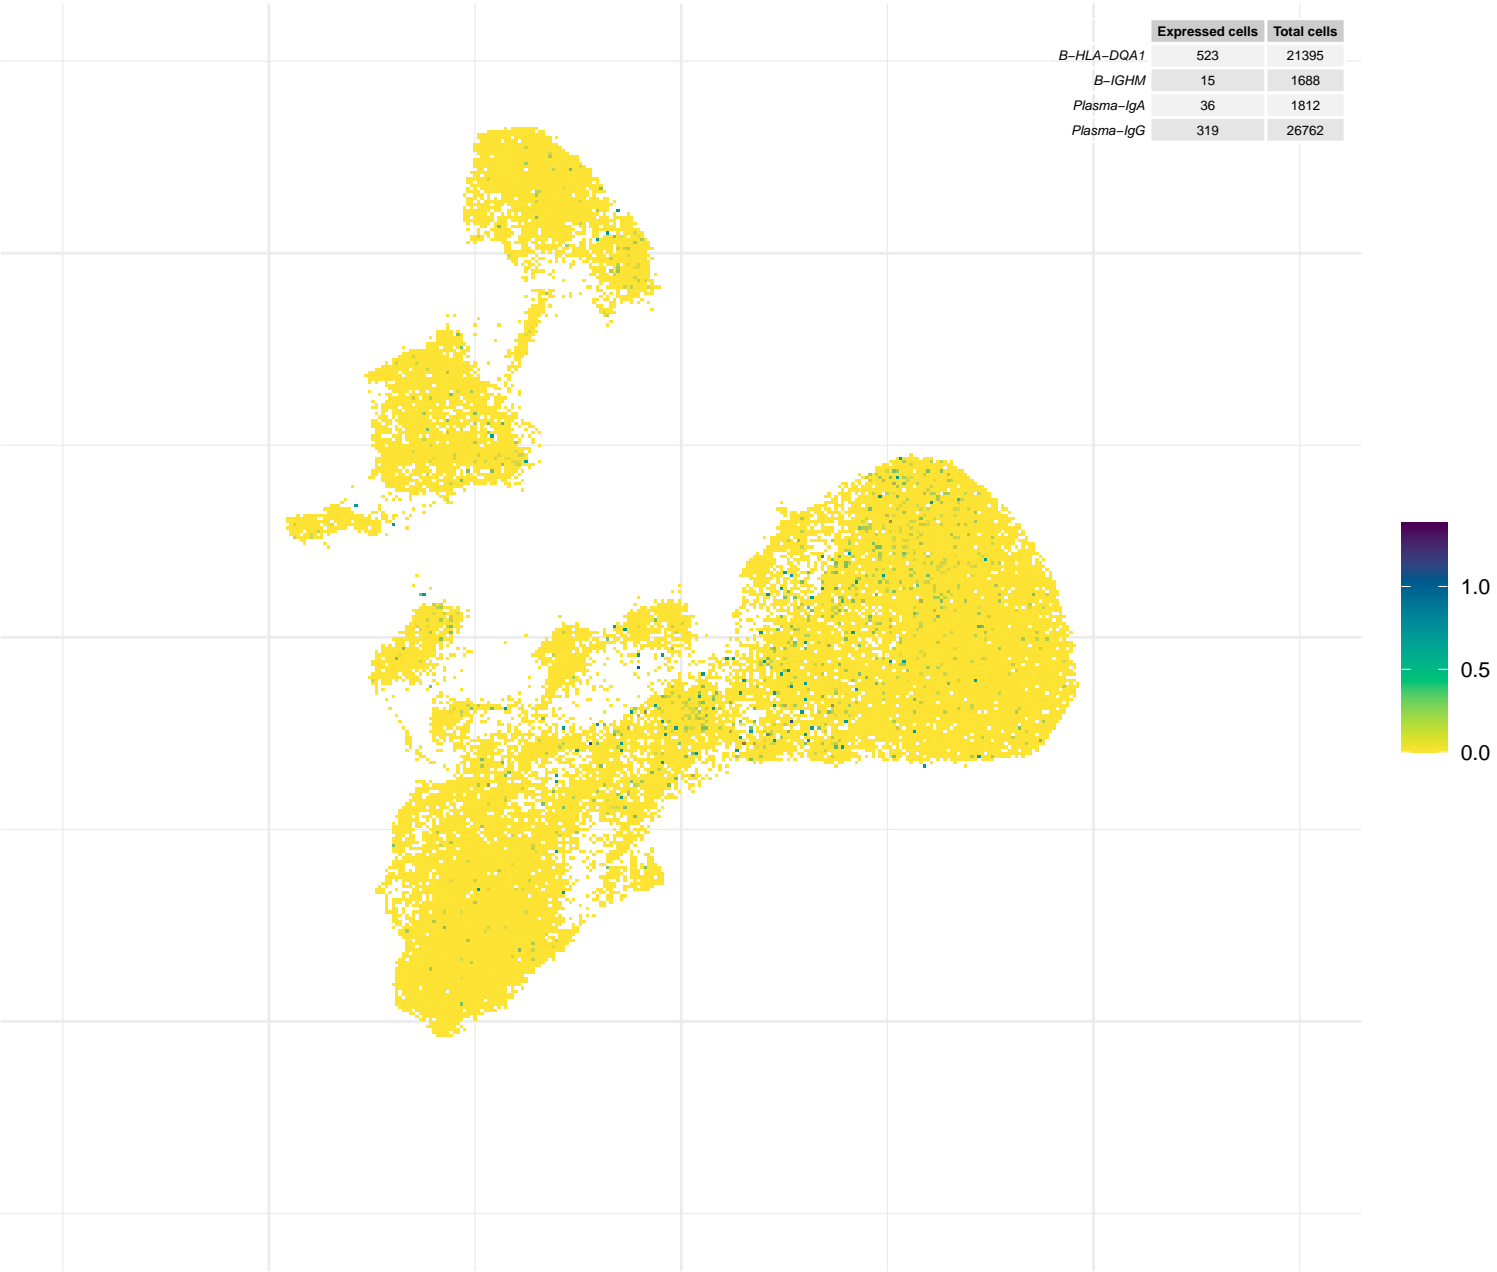 Expressed cells Total cells
B−HLA−DQA1 523 21395
B−IGHM 15 1688
Plasma−IgA 36 1812
Plasma−IgG 319 26762
1.0
0.5
0.0